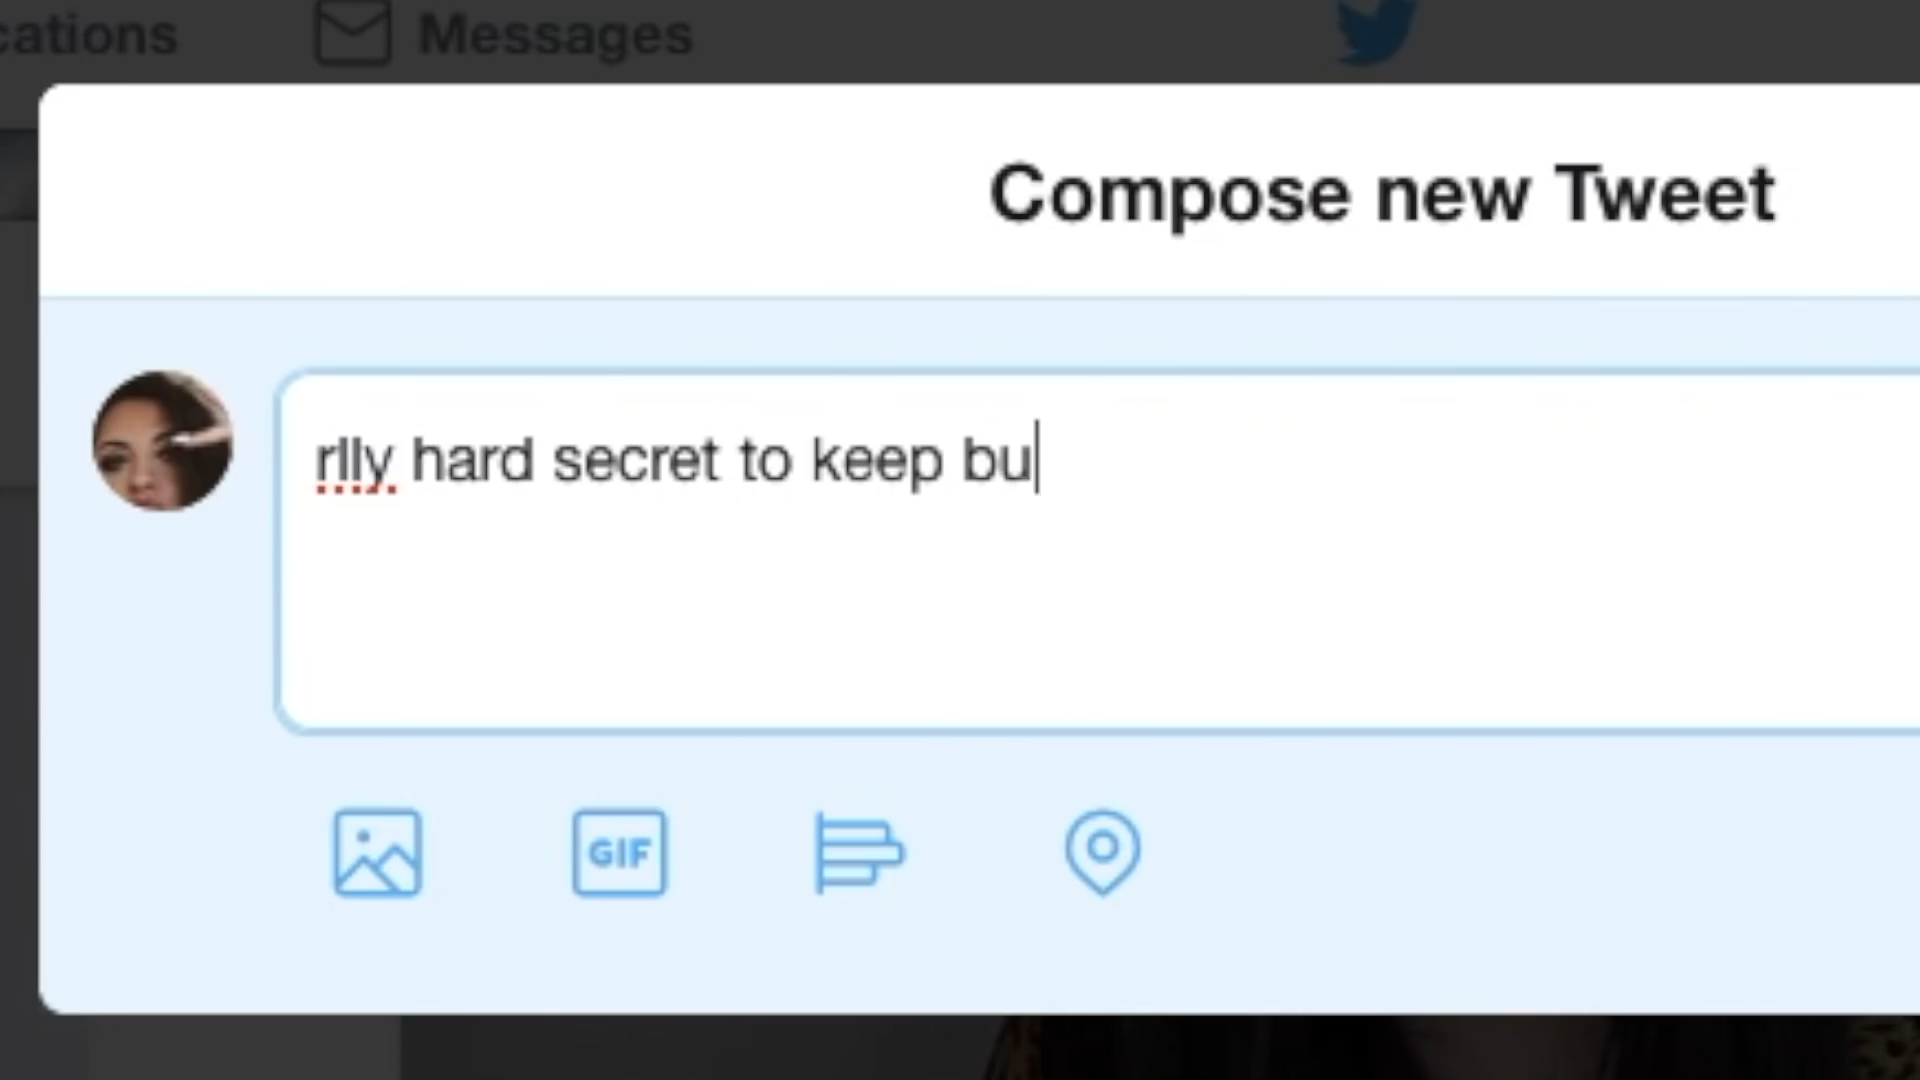 cations Messages
Compose new Tweet
rlly hard secret to keep bu
GIF